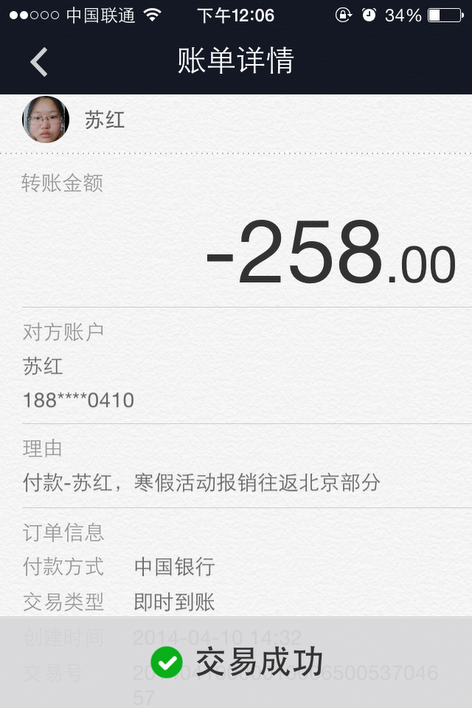 中国联通 下午12:06 34%
账单详情
苏红
转账金额
-258.00
对方账户
苏红
188****0410
理由
付款-苏红，寒假活动报销往返北京部分
订单信息
付款方式 中国银行
交易类型 即时到账
创建时间 2014-04-10 14:32
交易成功
交易号
57